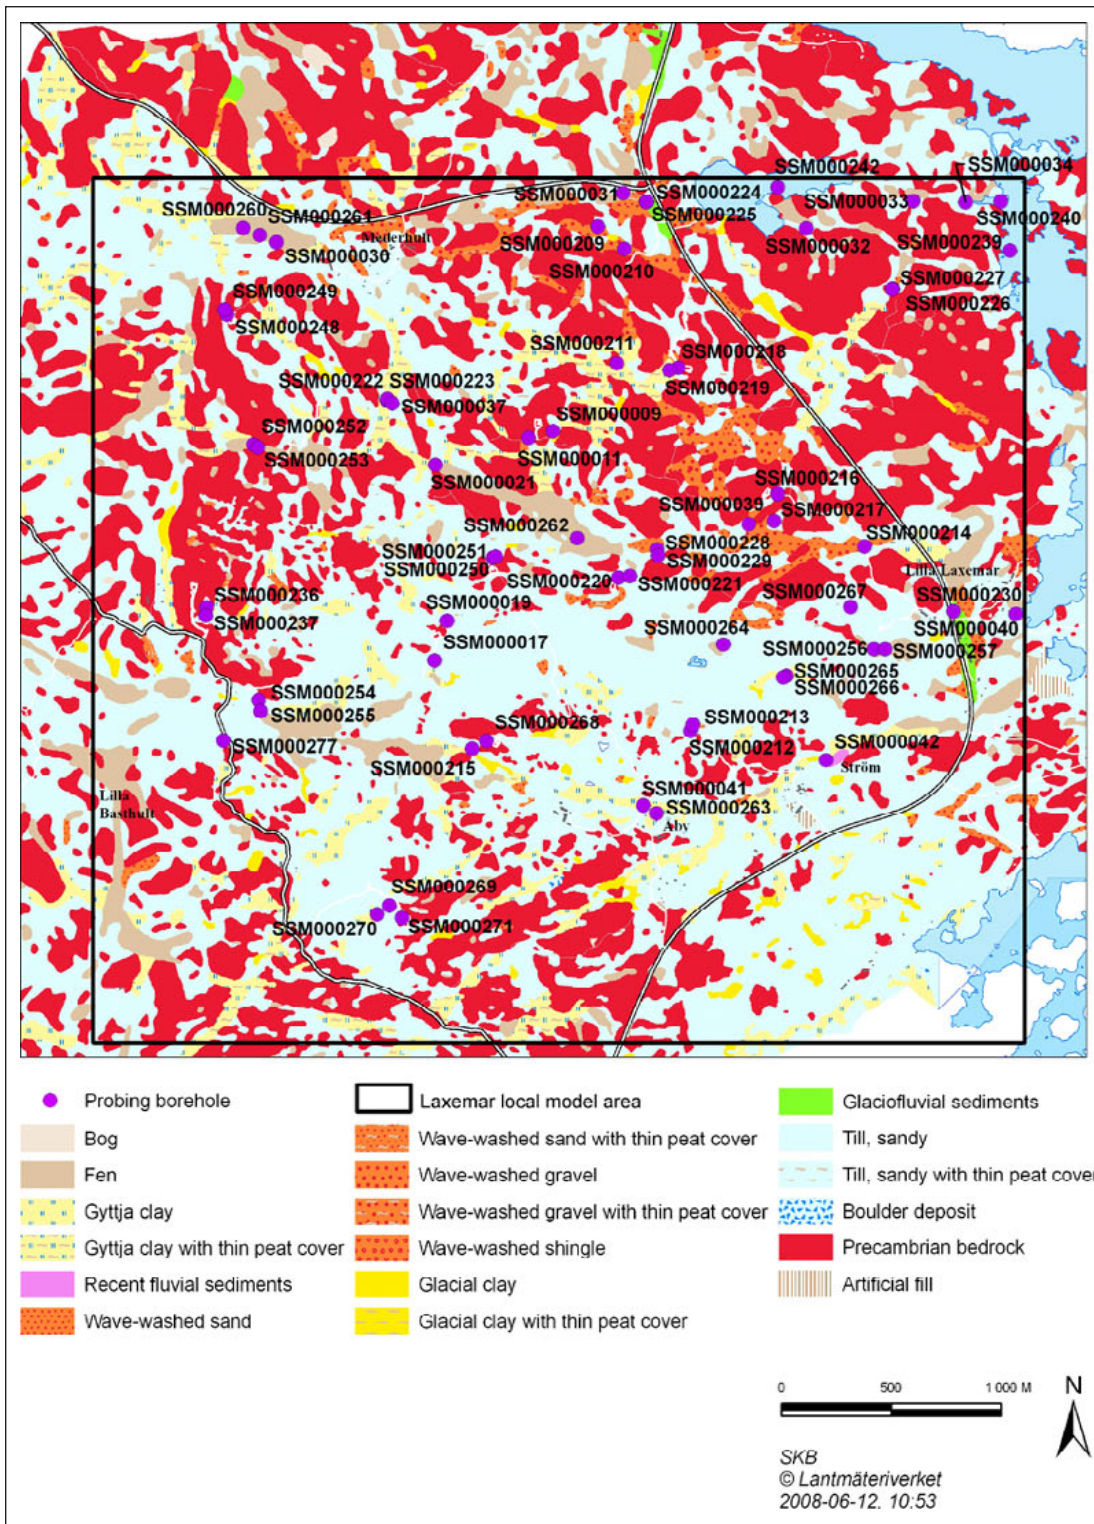 SSM000034
SSM000242
SSM000031
SSM000224
SSM000033
SSM000260
SSM000261
SSM000225
SSM000240
Mederhult
SSM000209
SSM000032
SSM000239
SSM000030
SSM000210
SSM000227
SSM000249
SSM000226
SSM000248
SSM000211
SSM000218
SSM000222
SSM000223
SSM000219
SSM000037
SSM000009
SSM000252
SSM000253
SSM000011
SSM000021
SSM000216
SSM000039
SSM000217
SSM000262
SSM000214
SSM000228
SSM000251
SSM000229
SSM000250
Lilla Laxemar
SSM000220
SSM000221
SSM000267
SSM000236
SSM000019
SSM000230
SSM000237
SSM000264
SSM000040
SSM000017
SSM000256
SSM000257
SSM000265
SSM000266
SSM000254
SSM000255
SSM000268
SSM000213
SSM000277
SSM000212
SSM000042
SSM000215
Ström
SSM000041
Lilla
Basthult
SSM000263
Åby
SSM000269
SSM000270
SSM000271
Probing borehole
Bog
Fen
Gyttja clay
Gyttja clay with thin peat cover
Recent fluvial sediments
Wave-washed sand
Laxemar local model area
Wave-washed sand with thin peat cover
Wave-washed gravel
Wave-washed gravel with thin peat cover
Wave-washed shingle
Glacial clay
Glacial clay with thin peat cover
Glaciofluvial sediments
Till, sandy
Till, sandy with thin peat cover
Boulder deposit
Precambrian bedrock
Artificial fill
0 500 1 000 M
N
SKB
© Lantmäteriverket
2008-06-12, 10:53